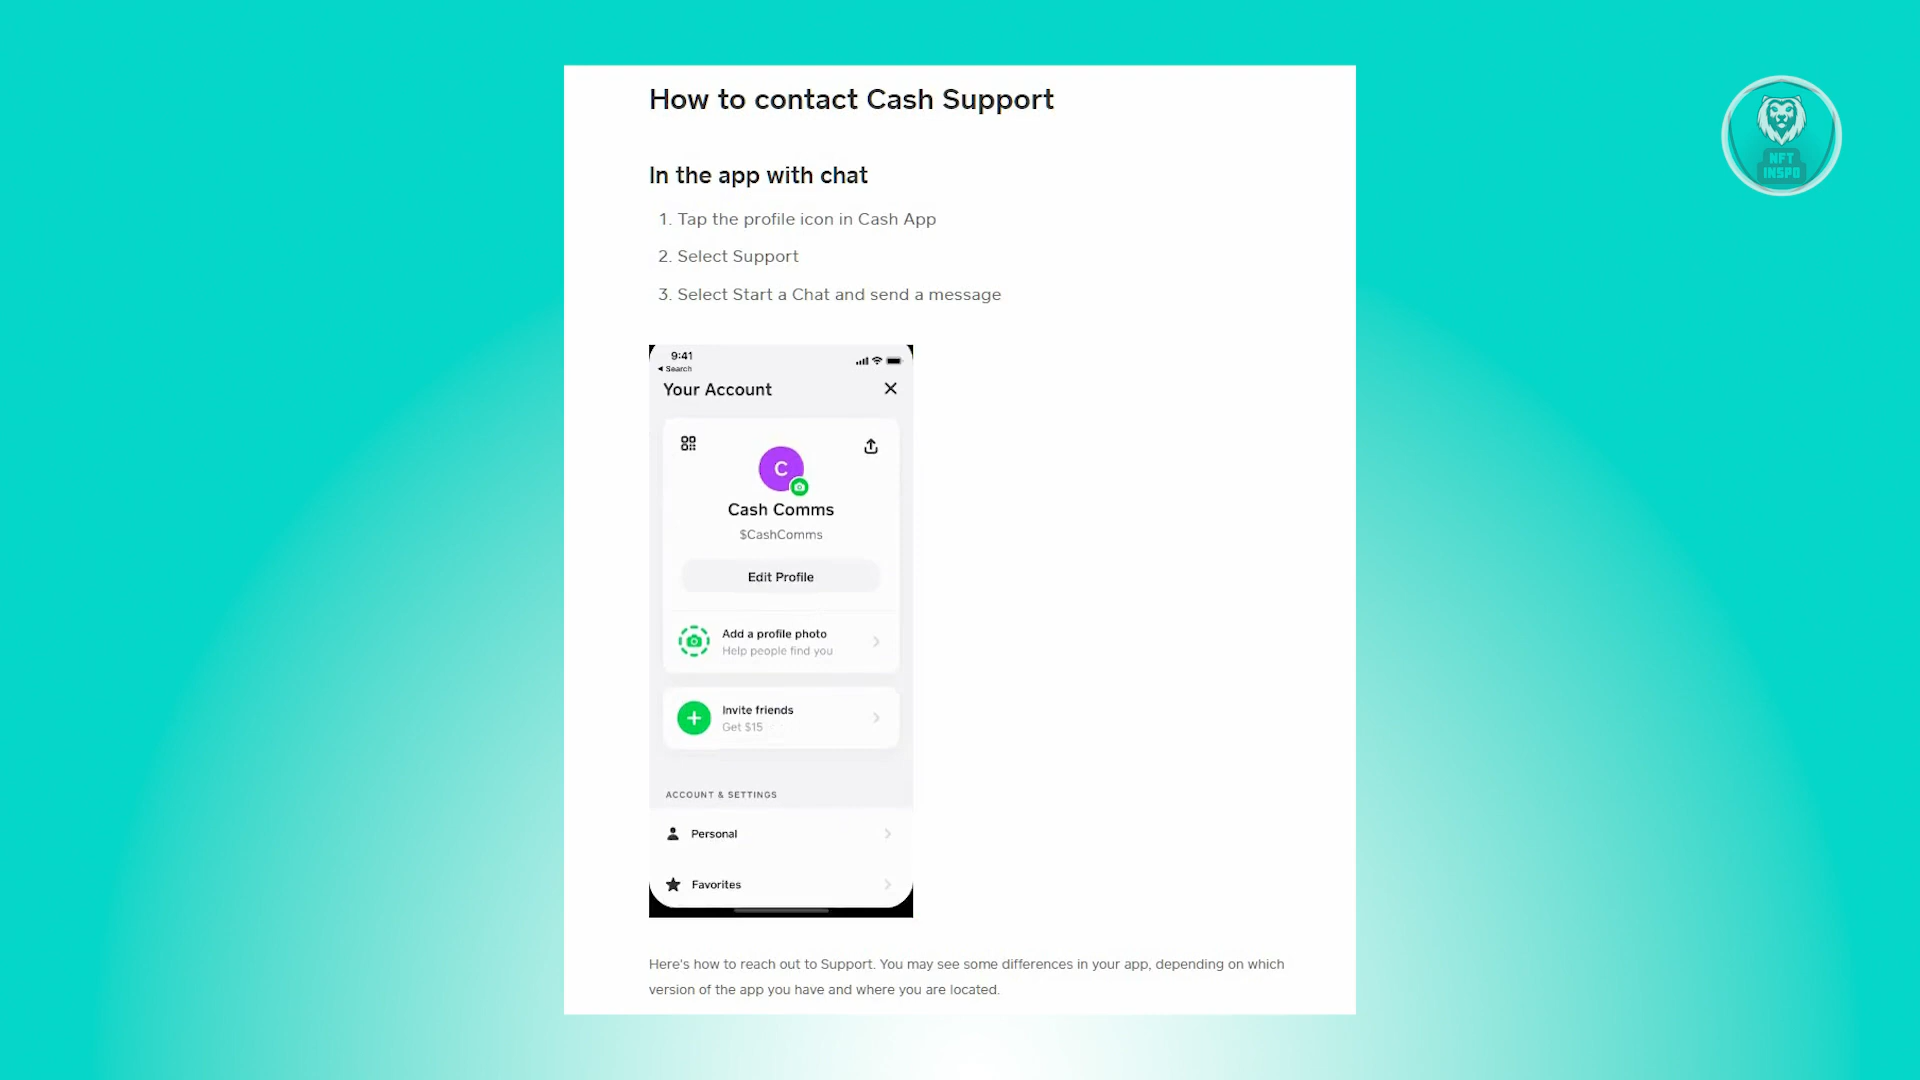 How to contact Cash Support
NFT
INSPO
In the app with chat
1. Tap the profile icon in Cash App
2. Select Support
3. Select Start a Chat and send a message
9:41
Search
Your Account
C
Cash Comms
$CashComms
Edit Profile
Add a profile photo
Help people find you
Invite friends
Get $15
ACCOUNT & SETTINGS
Personal
Favorites
Here's how to reach out to Support. You may see some differences in your app, depending on which
version of the app you have and where you are located.